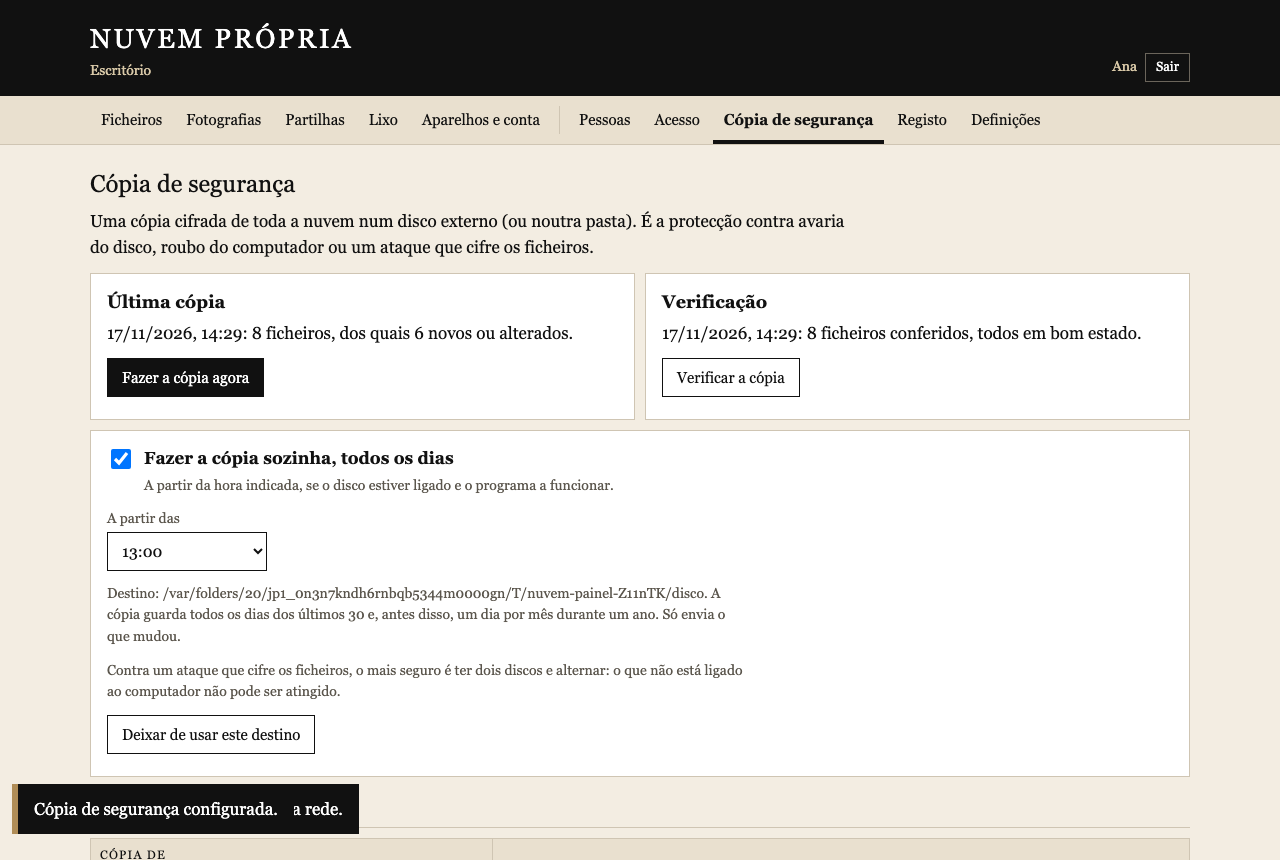 NUVEM PRÓPRIA
Escritório
Ana
Sair
Ficheiros
Fotografias
Partilhas
Lixo
Aparelhos e conta
Pessoas
Acesso
Cópia de segurança
Registo
Definições
Cópia de segurança
Uma cópia cifrada de toda a nuvem num disco externo (ou noutra pasta). É a protecção contra avaria
do disco, roubo do computador ou um ataque que cifre os ficheiros.
Última cópia
17/11/2026, 14:29: 8 ficheiros, dos quais 6 novos ou alterados.
Fazer a cópia agora
Verificação
17/11/2026, 14:29: 8 ficheiros conferidos, todos em bom estado.
Verificar a cópia
Fazer a cópia sozinha, todos os dias
A partir da hora indicada, se o disco estiver ligado e o programa a funcionar.
A partir das
13:00
Destino: /var/folders/20/jp1_0n3n7kndh6rnbqb5344m0000gn/T/nuvem-painel-Z11nTK/disco. A
cópia guarda todos os dias dos últimos 30 e, antes disso, um dia por mês durante um ano. Só envia o
que mudou.
Contra um ataque que cifre os ficheiros, o mais seguro é ter dois discos e alternar: o que não está ligado
ao computador não pode ser atingido.
Deixar de usar este destino
Cópia de segurança configurada.
a rede.
CÓPIA DE